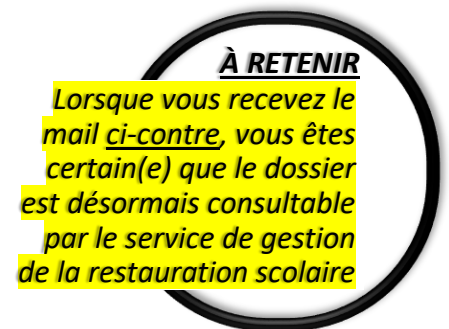 À RETENIR
Lorsque vous recevez le
mail ci-contre, vous êtes
certain(e) que le dossier
est désormais consultable
par le service de gestion
de la restauration scolaire